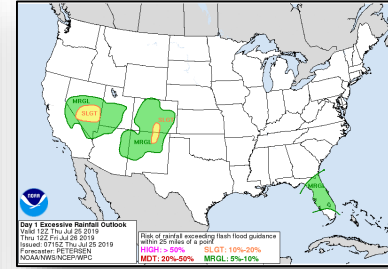 MRGL
SLGT
SLGT
MRGL
MRGL
NOAA
Day 1 Excessive Rainfall Outlook
Valid 12Z Thu Jul 25 2019
Thru 12Z Fri Jul 26 2019
Issued: 0715Z Thu Jul 25 2019
Forecaster: PETERSEN
NOAA/NWS/NCEP/WPC
Risk of rainfall exceeding flash flood guidance
within 25 miles of a point
HIGH: > 50% SLGT: 10%-20%
MDT: 20%-50% MRGL: 5%-10%